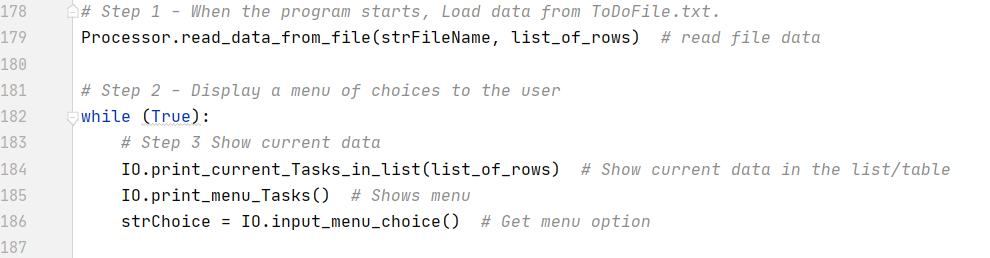 178 # Step 1 - When the program starts, Load data from ToDoFile.txt.
179 Processor.read_data_from_file(strFileName, list_of_rows)  # read file data
180
181 # Step 2 - Display a menu of choices to the user
182 while (True):
183     # Step 3 Show current data
184     IO.print_current_Tasks_in_list(list_of_rows)  # Show current data in the list/table
185     IO.print_menu_Tasks()  # Shows menu
186     strChoice = IO.input_menu_choice()  # Get menu option
187